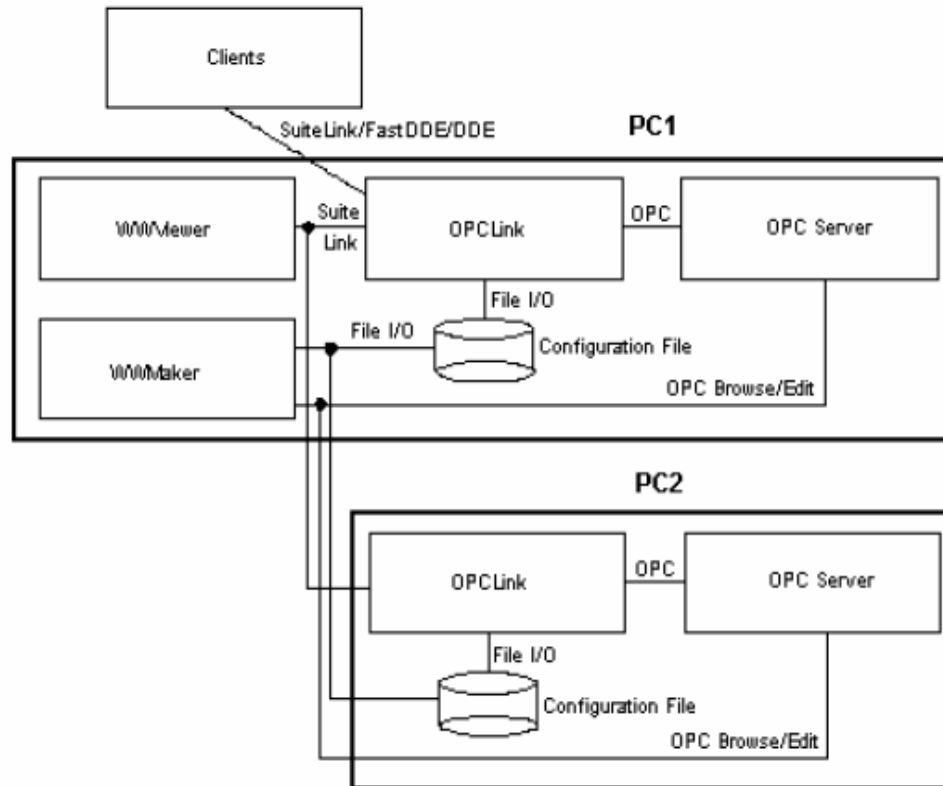 Clients
SuiteLink/FastDDE/DDE
PC1
WWViewer
Suite
Link
OPCLink
OPC
OPC Server
File I/O
WWMaker
File I/O
Configuration File
OPC Browse/Edit
PC2
OPCLink
OPC
OPC Server
File I/O
Configuration File
OPC Browse/Edit